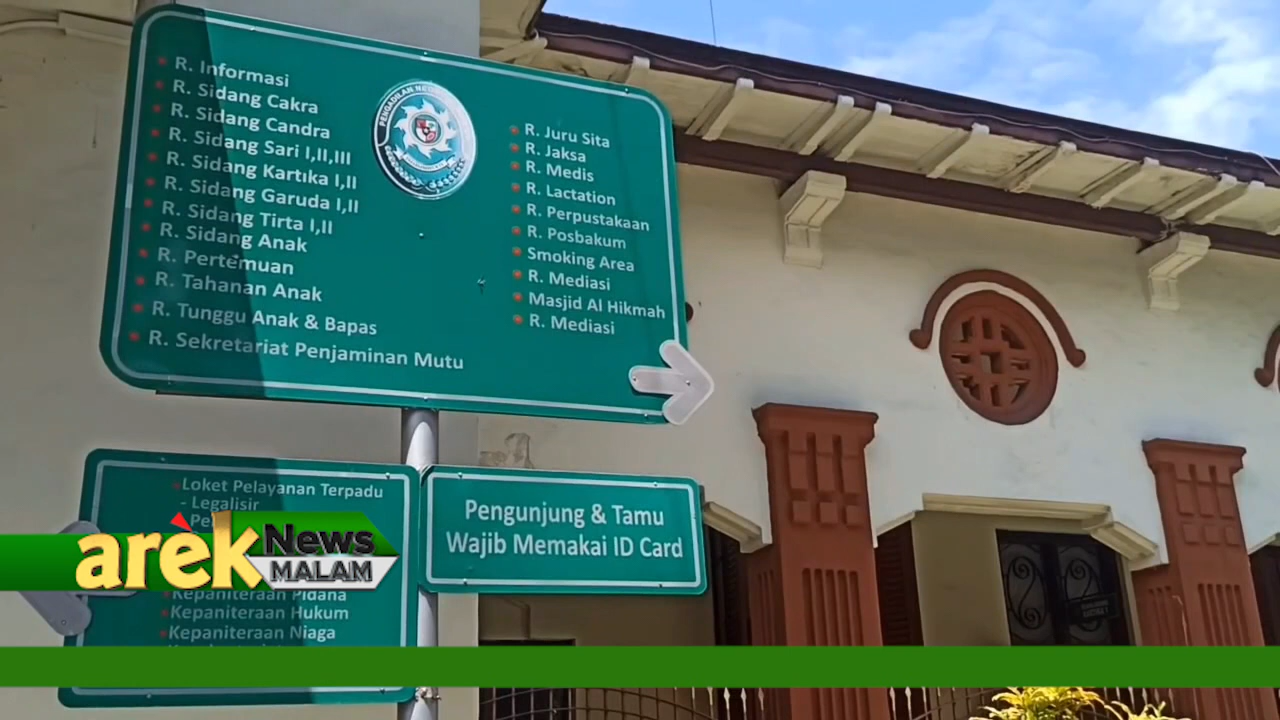 R. Informasi
R. Sidang Cakra
R. Sidang Candra
R. Sidang Sari I,II,III
R. Sidang Kartika I,II
R. Sidang Garuda I,II
R. Sidang Tirta I,II
R. Sidang Anak
R. Pertemuan
R. Tahanan Anak
R. Tunggu Anak & Bapas
R. Sekretariat Penjaminan Mutu
R. Juru Sita
R. Jaksa
R. Medis
R. Lactation
R. Perpustakaan
R. Posbakum
Smoking Area
R. Mediasi
Masjid Al Hikmah
R. Mediasi
Loket Pelayanan Terpadu
- Legalisir
Kepaniteraan Pidana
Kepaniteraan Hukum
Kepaniteraan Niaga
Pengunjung & Tamu
Wajib Memakai ID Card
arek News
MALAM